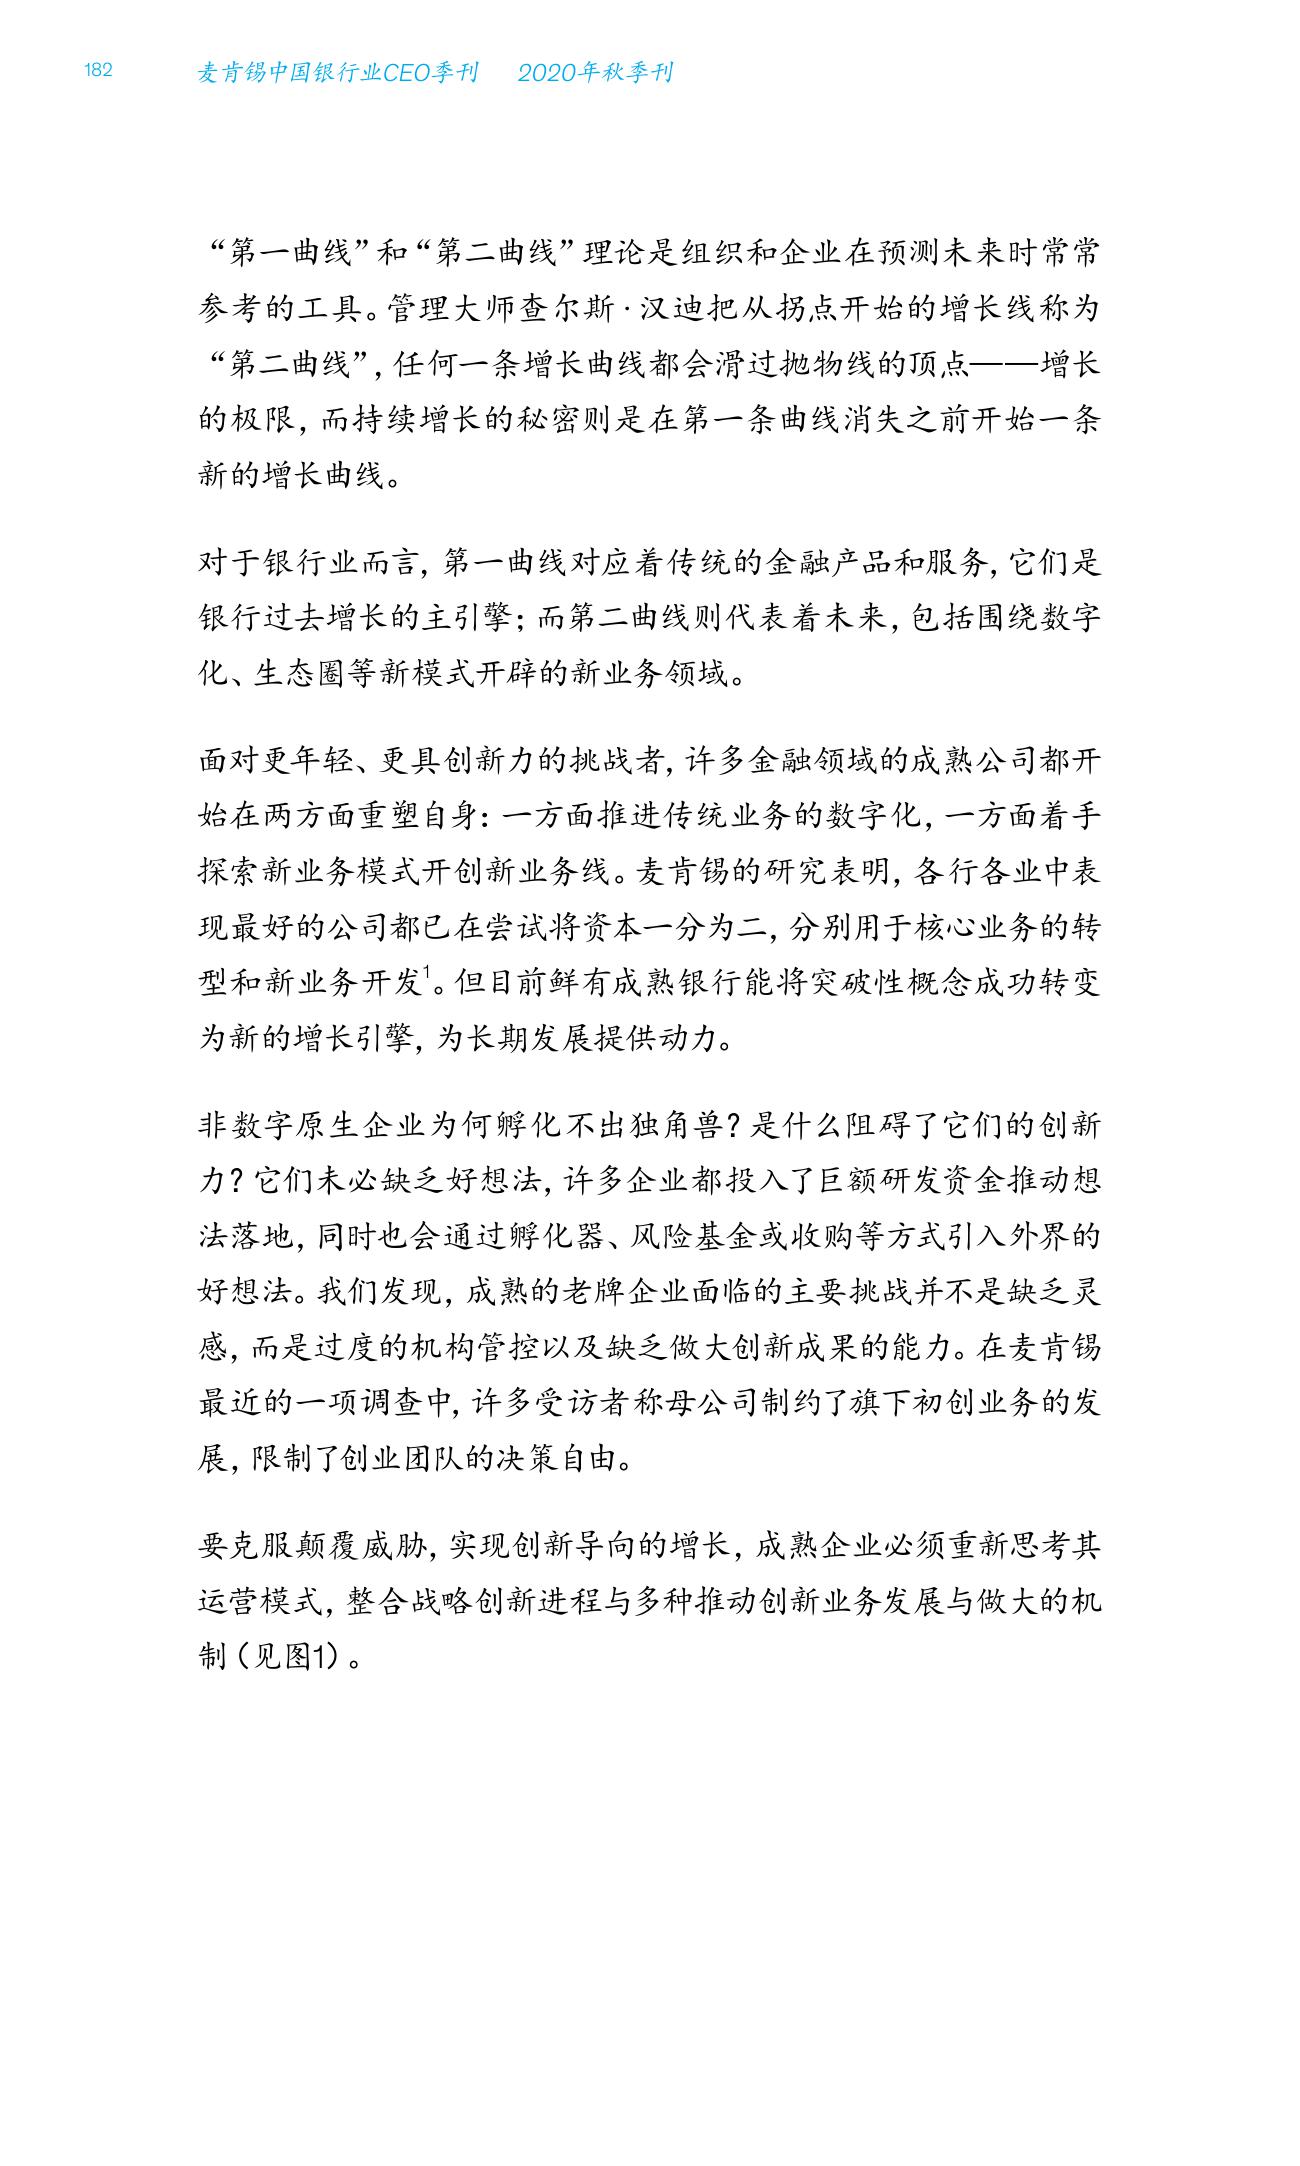 182 麦肯锡中国银行业CEO季刊 2020年秋季刊
“第一曲线”和“第二曲线”理论是组织和企业在预测未来时常常
参考的工具。管理大师查尔斯·汉迪把从拐点开始的增长线称为
“第二曲线”，任何一条增长曲线都会滑过抛物线的顶点——增长
的极限，而持续增长的秘密则是在第一条曲线消失之前开始一条
新的增长曲线。
对于银行业而言，第一曲线对应着传统的金融产品和服务，它们是
银行过去增长的主引擎；而第二曲线则代表着未来，包括围绕数字
化、生态圈等新模式开辟的新业务领域。
面对更年轻、更具创新力的挑战者，许多金融领域的成熟公司都开
始在两方面重塑自身：一方面推进传统业务的数字化，一方面着手
探索新业务模式开创新业务线。麦肯锡的研究表明，各行各业中表
现最好的公司都已在尝试将资本一分为二，分别用于核心业务的转
型和新业务开发1。但目前鲜有成熟银行能将突破性概念成功转变
为新的增长引擎，为长期发展提供动力。
非数字原生企业为何孵化不出独角兽？是什么阻碍了它们的创新
力？它们未必缺乏好想法，许多企业都投入了巨额研发资金推动想
法落地，同时也会通过孵化器、风险基金或收购等方式引入外界的
好想法。我们发现，成熟的老牌企业面临的主要挑战并不是缺乏灵
感，而是过度的机构管控以及缺乏做大创新成果的能力。在麦肯锡
最近的一项调查中，许多受访者称母公司制约了旗下初创业务的发
展，限制了创业团队的决策自由。
要克服颠覆威胁，实现创新导向的增长，成熟企业必须重新思考其
运营模式，整合战略创新进程与多种推动创新业务发展与做大的机
制（见图1）。